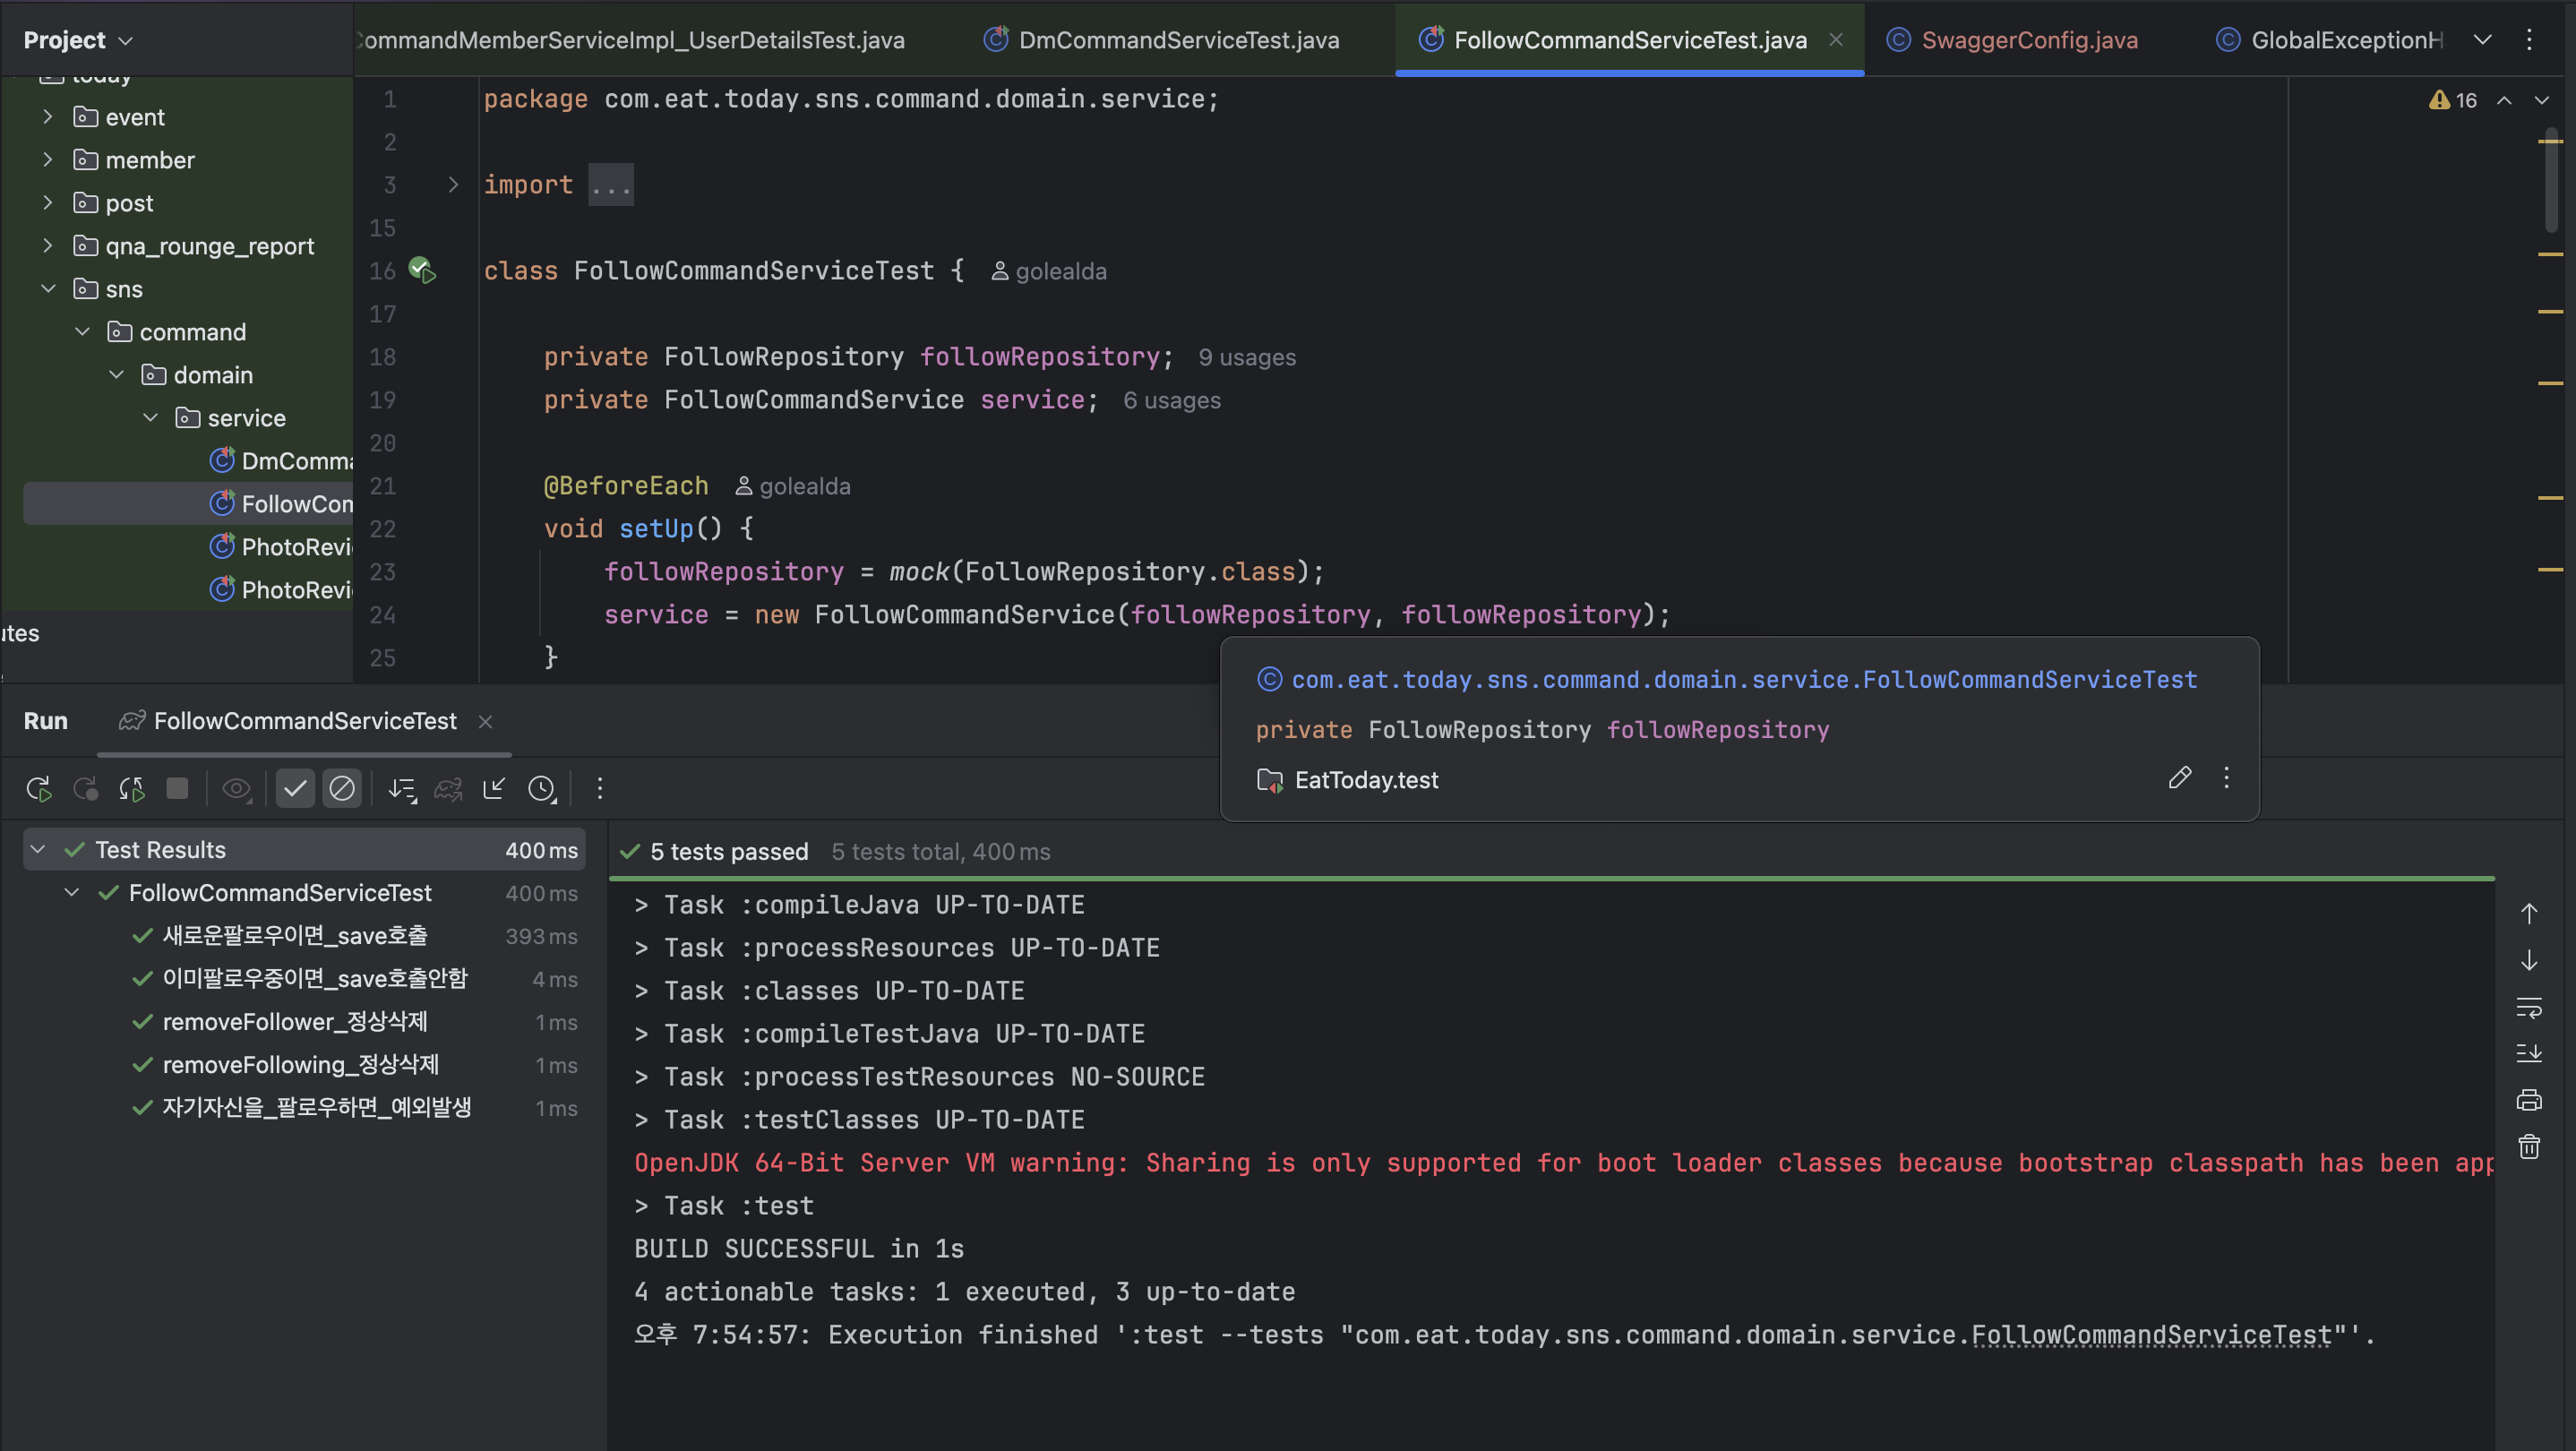 Project
ommandMemberServiceImpl_UserDetailsTest.java
DmCommandServiceTest.java
FollowCommandServiceTest.java
SwaggerConfig.java
GlobalExceptionH
today
event
member
post
qna_rounge_report
sns
command
domain
service
DmComma
FollowCom
PhotoRevi
PhotoRevi
utes
16
1 package com.eat.today.sns.command.domain.service;
2
3 import ...
15
16 class FollowCommandServiceTest { golealda
17
18 private FollowRepository followRepository; 9 usages
19 private FollowCommandService service; 6 usages
20
21 @BeforeEach golealda
22 void setUp() {
23 followRepository = mock(FollowRepository.class);
24 service = new FollowCommandService(followRepository, followRepository);
25 }
com.eat.today.sns.command.domain.service.FollowCommandServiceTest
private FollowRepository followRepository
EatToday.test
Run FollowCommandServiceTest
Test Results 400 ms
FollowCommandServiceTest 400 ms
새로운팔로우이면_save호출 393 ms
이미팔로우중이면_save호출안함 4 ms
removeFollower_정상삭제 1 ms
removeFollowing_정상삭제 1 ms
자기자신을_팔로우하면_예외발생 1 ms
5 tests passed 5 tests total, 400 ms
> Task :compileJava UP-TO-DATE
> Task :processResources UP-TO-DATE
> Task :classes UP-TO-DATE
> Task :compileTestJava UP-TO-DATE
> Task :processTestResources NO-SOURCE
> Task :testClasses UP-TO-DATE
OpenJDK 64-Bit Server VM warning: Sharing is only supported for boot loader classes because bootstrap classpath has been app
> Task :test
BUILD SUCCESSFUL in 1s
4 actionable tasks: 1 executed, 3 up-to-date
오후 7:54:57: Execution finished ':test --tests "com.eat.today.sns.command.domain.service.FollowCommandServiceTest"'.